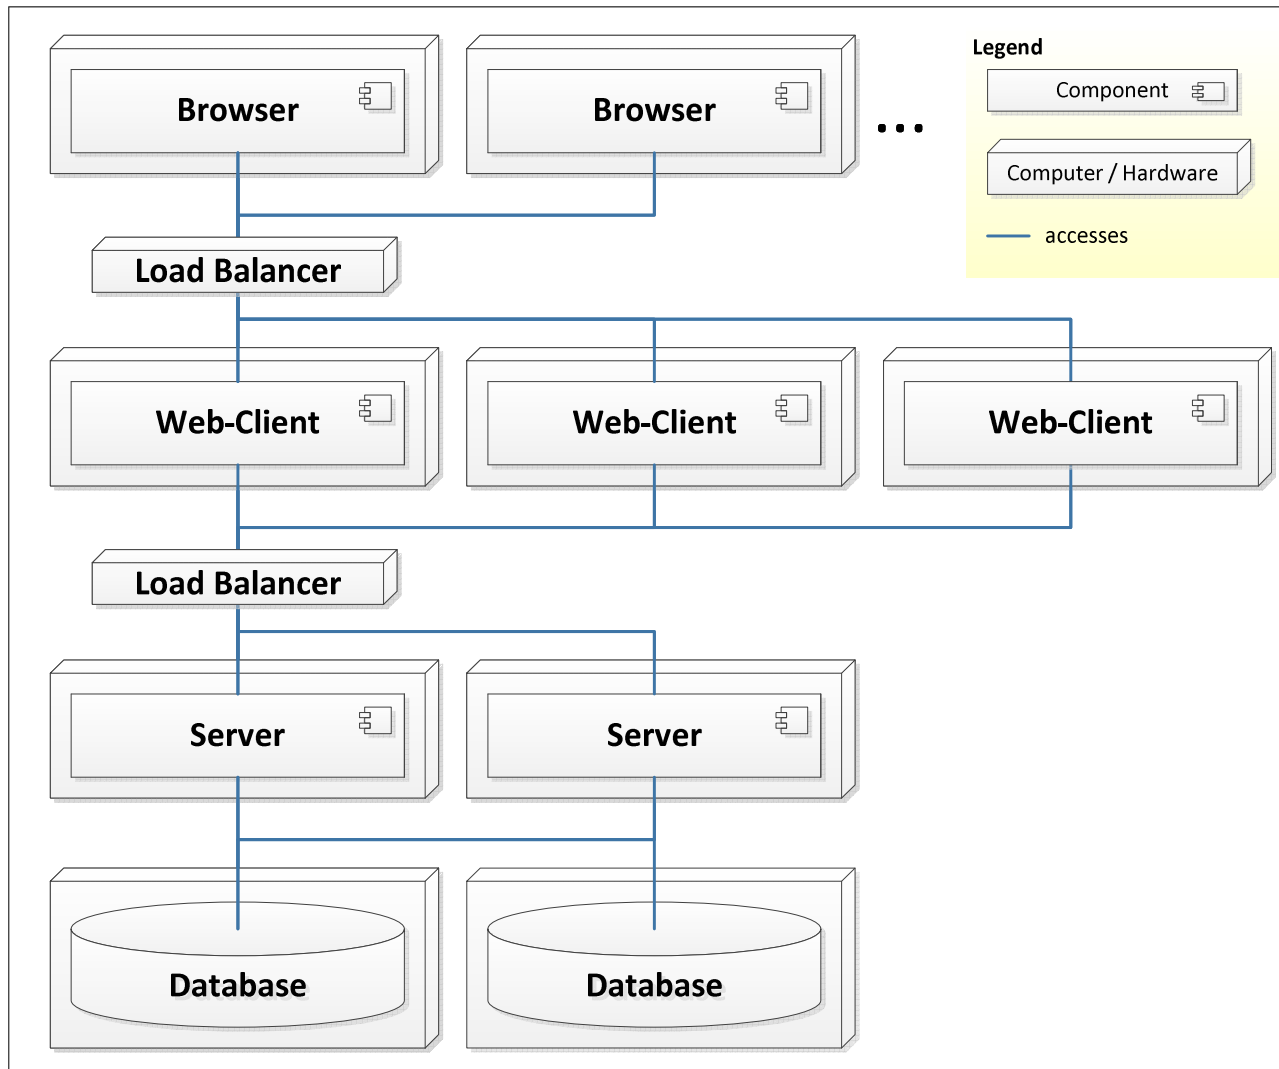 Legend
Browser
Browser
...
Component
Computer / Hardware
accesses
Load Balancer
Web-Client
Web-Client
Web-Client
Load Balancer
Server
Server
Database
Database